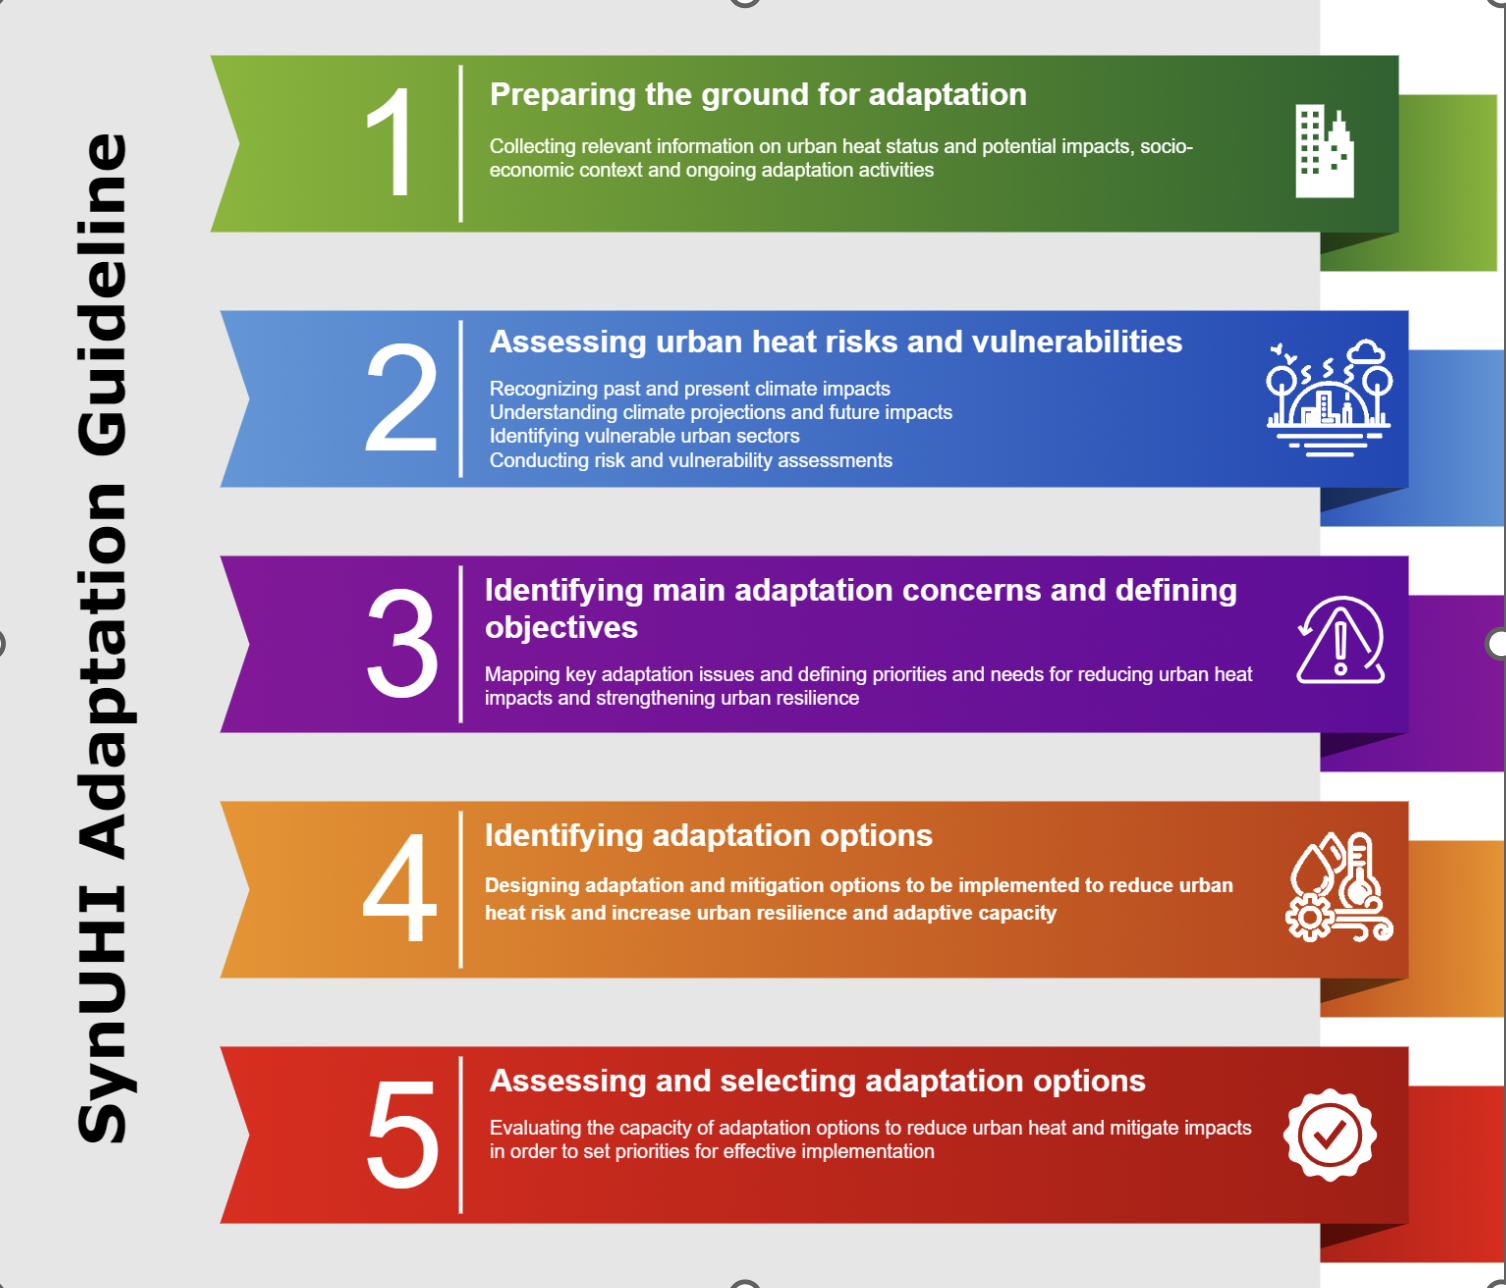 SynUHI Adaptation Guideline
1
Preparing the ground for adaptation
Collecting relevant information on urban heat status and potential impacts, socio-
economic context and ongoing adaptation activities
2
Assessing urban heat risks and vulnerabilities
Recognizing past and present climate impacts
Understanding climate projections and future impacts
Identifying vulnerable urban sectors
Conducting risk and vulnerability assessments
3
Identifying main adaptation concerns and defining
objectives
Mapping key adaptation issues and defining priorities and needs for reducing urban heat
impacts and strengthening urban resilience
4
Identifying adaptation options
Designing adaptation and mitigation options to be implemented to reduce urban
heat risk and increase urban resilience and adaptive capacity
5
Assessing and selecting adaptation options
Evaluating the capacity of adaptation options to reduce urban heat and mitigate impacts
in order to set priorities for effective implementation